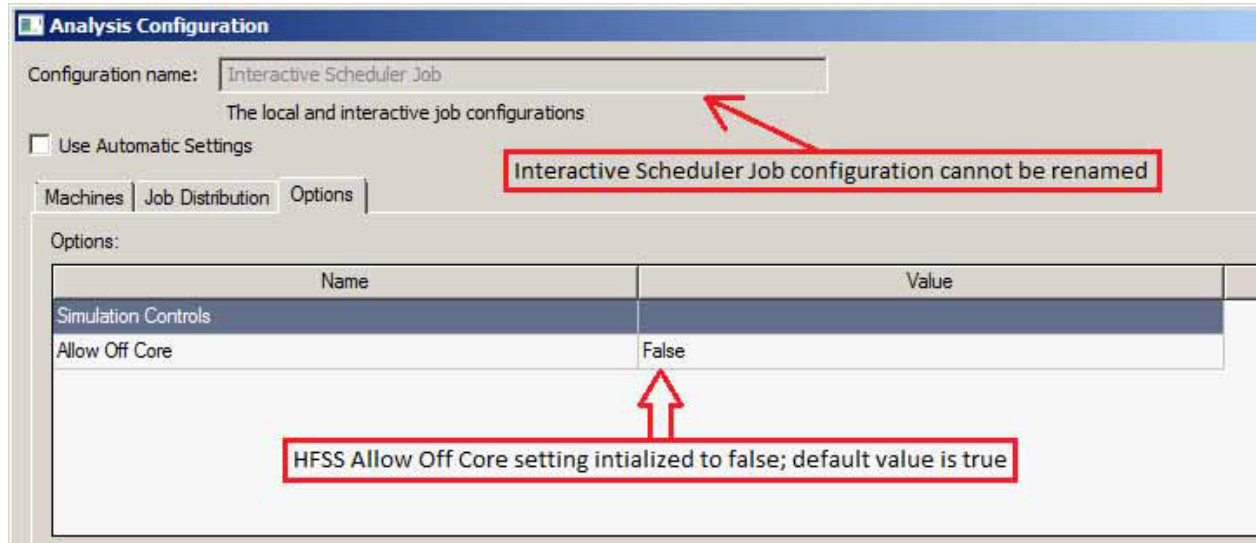 Analysis Configuration
Configuration name: Interactive Scheduler Job
The local and interactive job configurations
Use Automatic Settings
Interactive Scheduler Job configuration cannot be renamed
Machines Job Distribution Options
Options:
Name Value
Simulation Controls
Allow Off Core False
HFSS Allow Off Core setting intialized to false; default value is true